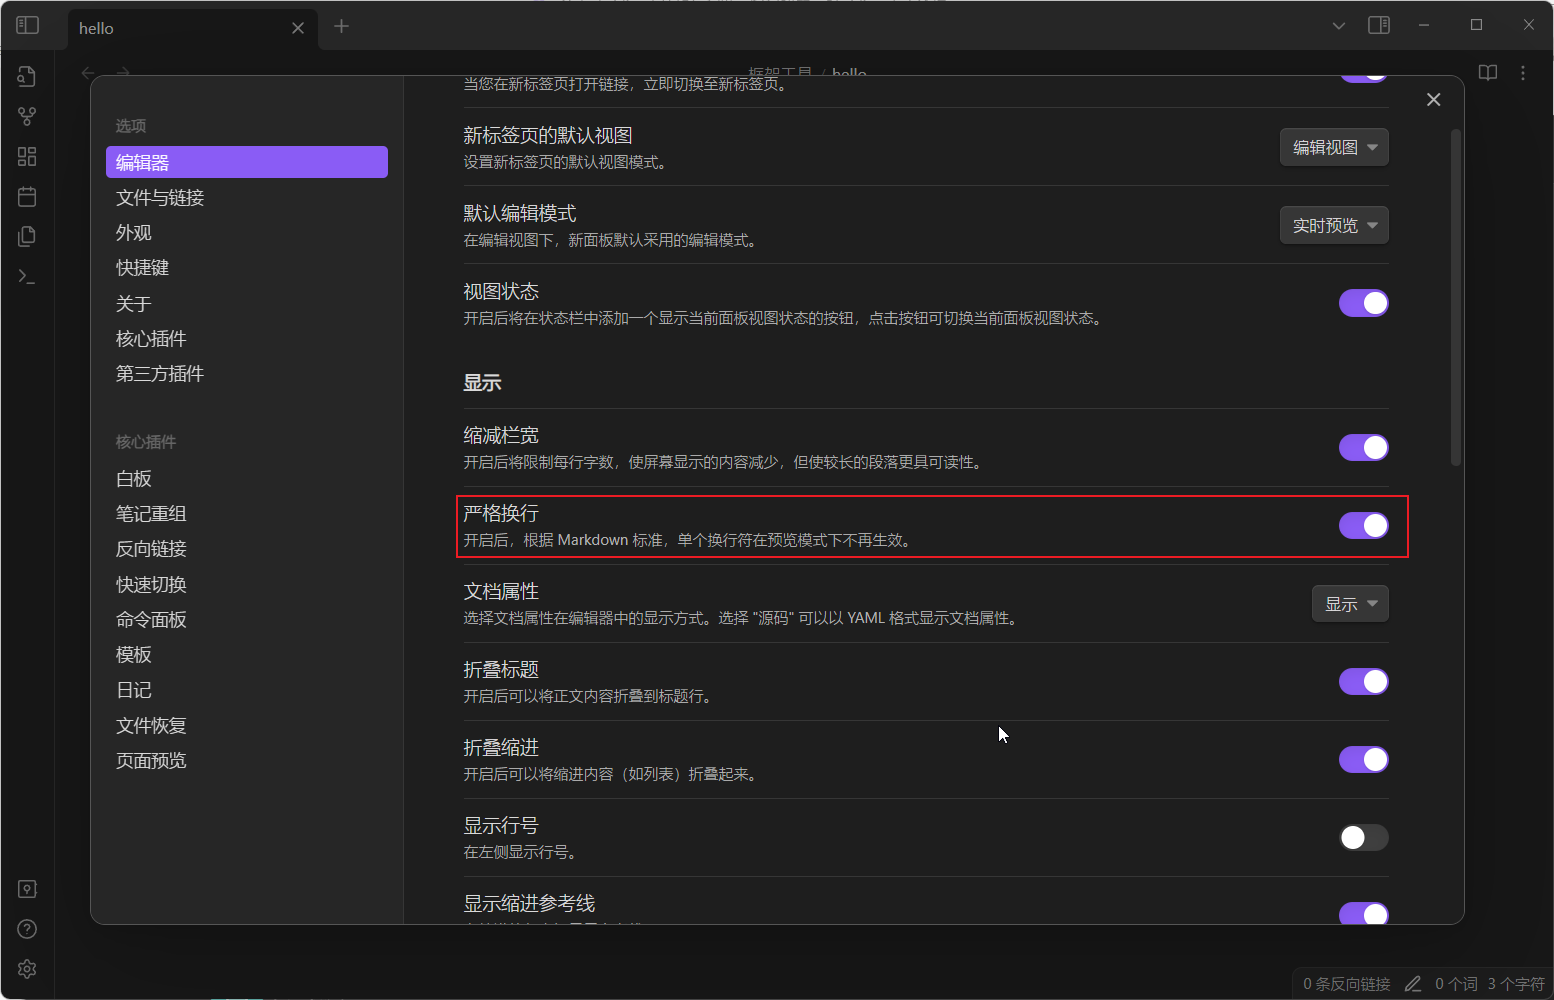 hello
框架工具 / hello
选项
编辑器
文件与链接
外观
快捷键
关于
核心插件
第三方插件
核心插件
白板
笔记重组
反向链接
快速切换
命令面板
模板
日记
文件恢复
页面预览
当您在新标签页打开链接，立即切换至新标签页。
新标签页的默认视图
设置新标签页的默认视图模式。
编辑视图
默认编辑模式
在编辑视图下，新面板默认采用的编辑模式。
实时预览
视图状态
开启后将在状态栏中添加一个显示当前面板视图状态的按钮，点击按钮可切换当前面板视图状态。
显示
缩减栏宽
开启后将限制每行字数，使屏幕显示的内容减少，但使较长的段落更具可读性。
严格换行
开启后，根据 Markdown 标准，单个换行符在预览模式下不再生效。
文档属性
选择文档属性在编辑器中的显示方式。选择 "源码" 可以以 YAML 格式显示文档属性。
显示
折叠标题
开启后可以将正文内容折叠到标题行。
折叠缩进
开启后可以将缩进内容（如列表）折叠起来。
显示行号
在左侧显示行号。
显示缩进参考线
0 条反向链接 0 个词 3 个字符